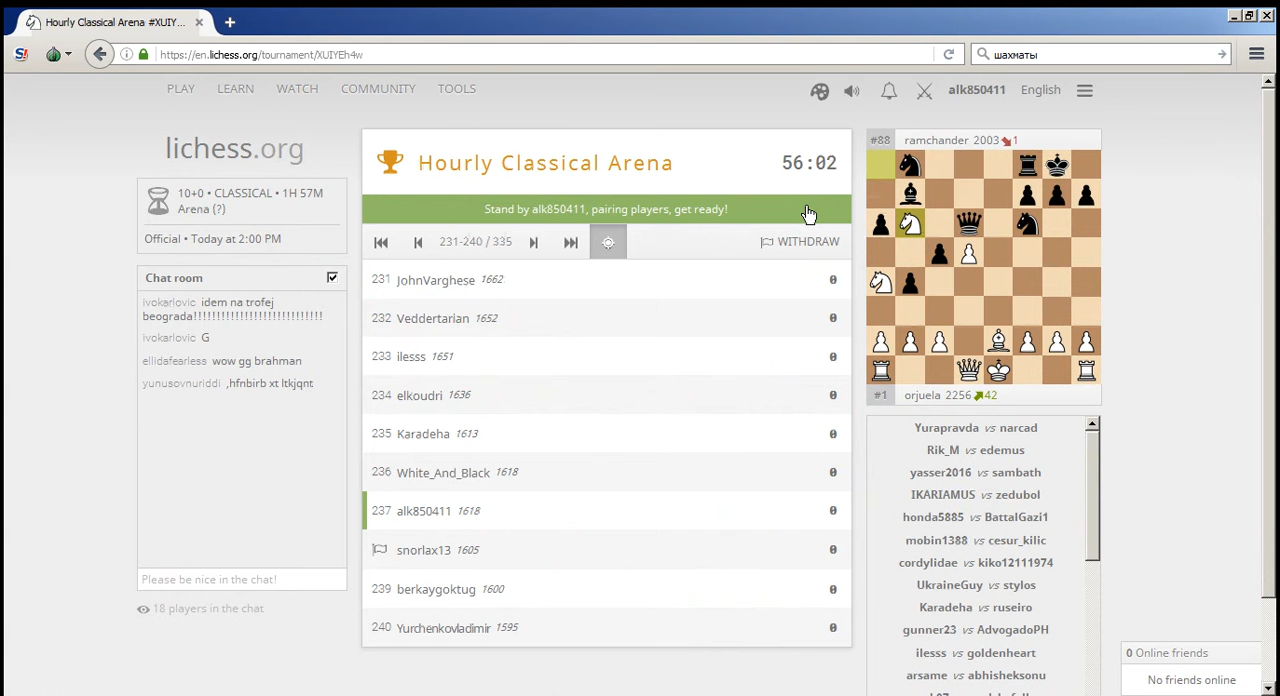 Hourly Classical Arena #XUIY...
https://en.lichess.org/tournament/XUIYEh4w
шахматы
PLAY LEARN WATCH COMMUNITY TOOLS
alk850411 English
lichess.org
10+0 • CLASSICAL • 1H 57M
Arena (?)
Official • Today at 2:00 PM
Chat room
ivokarlovic idem na trofej
beograda!!!!!!!!!!!!!!!!!!!!!!!!!!!!
ivokarlovic G
ellidafearless wow gg brahman
yunusovnuriddi ,hfnbirb xt ltkjqnt
Please be nice in the chat!
18 players in the chat
Hourly Classical Arena 56:02
Stand by alk850411, pairing players, get ready!
231-240 / 335 WITHDRAW
231 JohnVarghese 1662 0
232 Veddertarian 1652 0
233 ilesss 1651 0
234 elkoudri 1636 0
235 Karadeha 1613 0
236 White_And_Black 1618 0
237 alk850411 1618 0
snorlax13 1605 0
239 berkaygoktug 1600 0
240 Yurchenkovladimir 1595 0
#88 ramchander 2003 1
#1 orjuela 2256 42
Yurapravda vs narcad
Rik_M vs edemus
yasser2016 vs sambath
IKARIAMUS vs zedubol
honda5885 vs BattalGazi1
mobin1388 vs cesur_kilic
cordylidae vs kiko12111974
UkraineGuy vs stylos
Karadeha vs ruseiro
gunner23 vs AdvogadoPH
ilesss vs goldenheart
arsame vs abhisheksonu
0 Online friends
No friends online